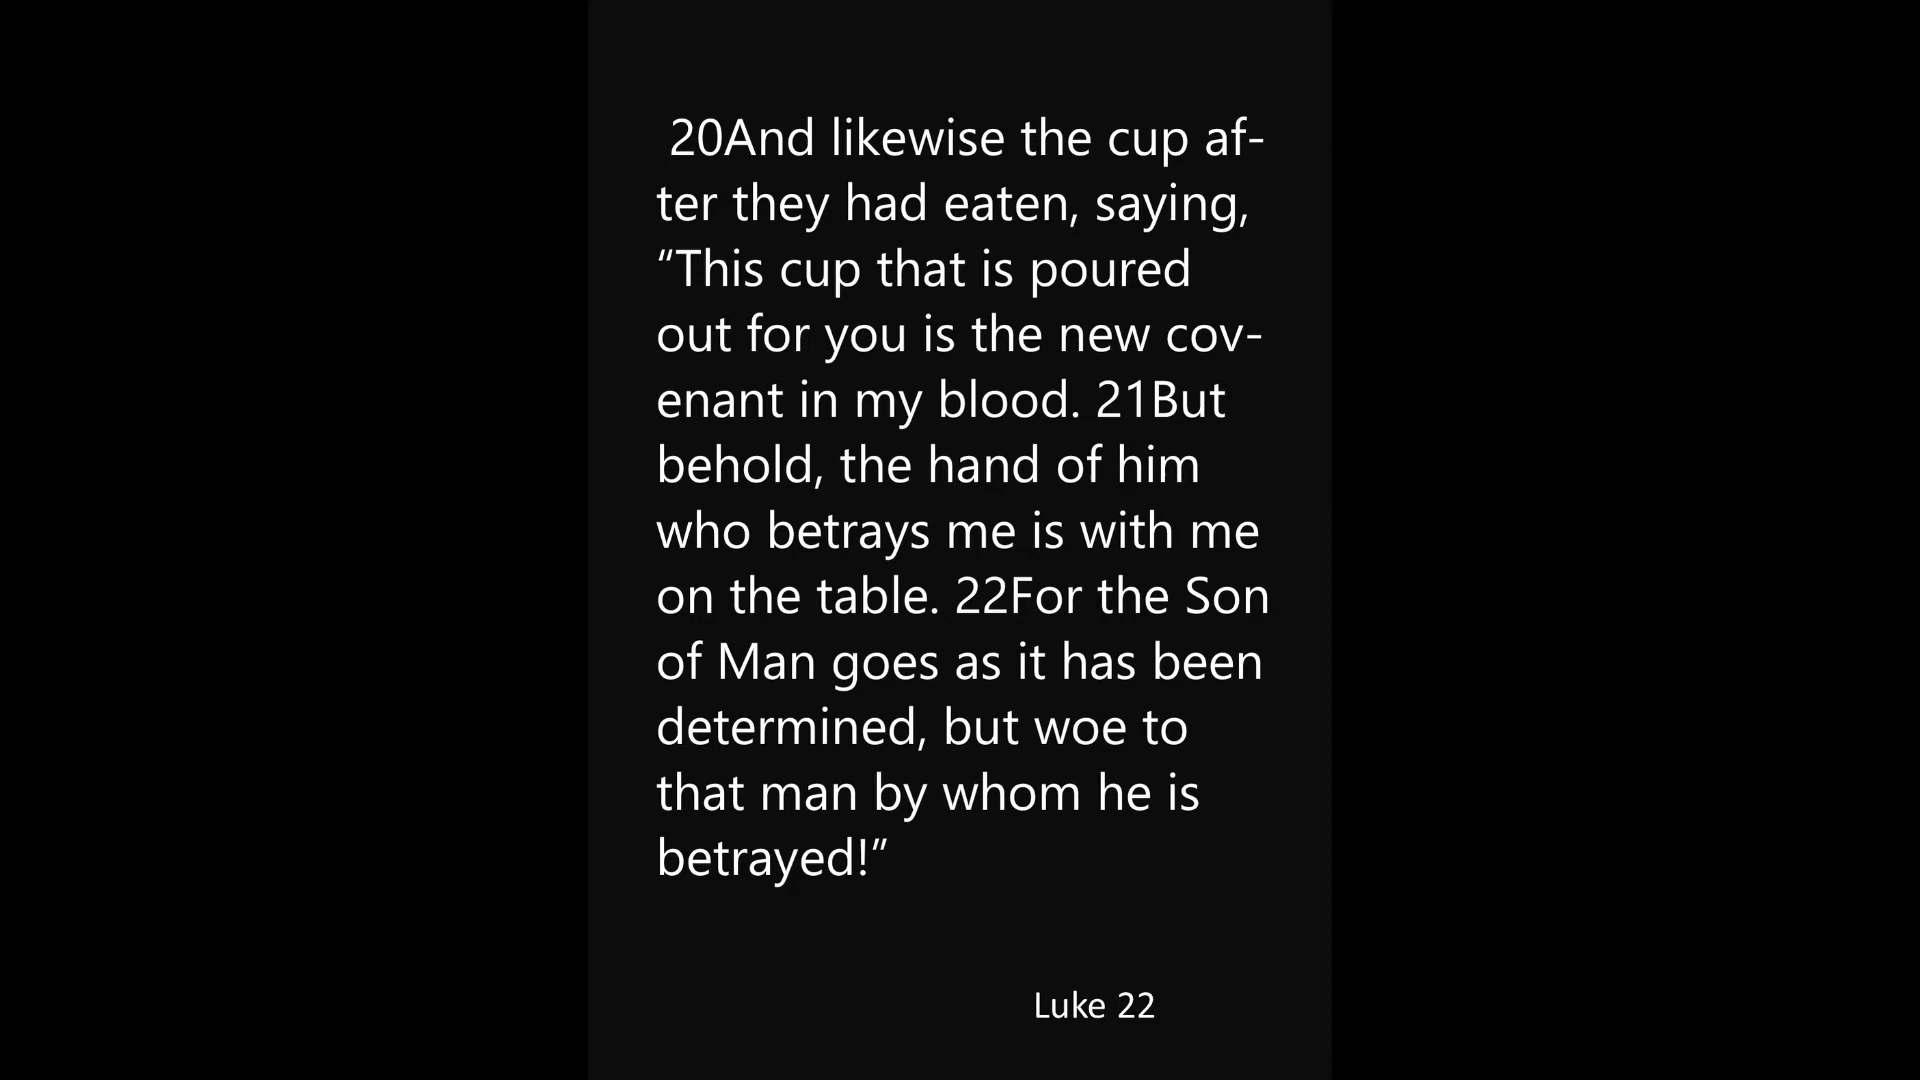 20And likewise the cup af-
ter they had eaten, saying,
“This cup that is poured
out for you is the new cov-
enant in my blood. 21But
behold, the hand of him
who betrays me is with me
on the table. 22For the Son
of Man goes as it has been
determined, but woe to
that man by whom he is
betrayed!”
Luke 22